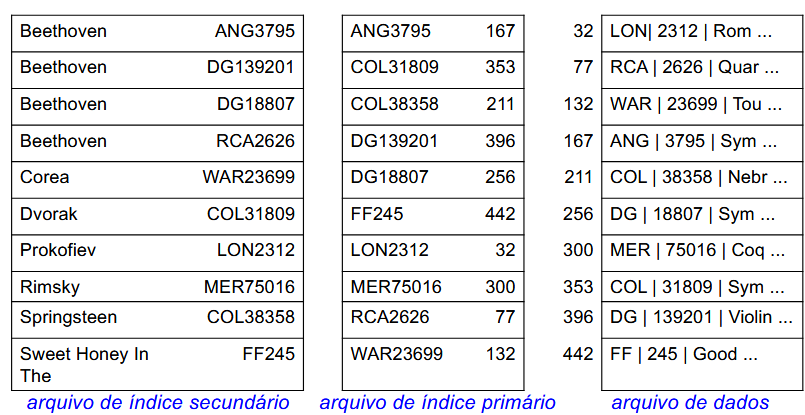 Beethoven ANG3795 ANG3795 167 32 LON| 2312 | Rom ...
Beethoven DG139201 COL31809 353 77 RCA | 2626 | Quar ...
Beethoven DG18807 COL38358 211 132 WAR | 23699 | Tou ...
Beethoven RCA2626 DG139201 396 167 ANG | 3795 | Sym ...
Corea WAR23699 DG18807 256 211 COL | 38358 | Nebr ...
Dvorak COL31809 FF245 442 256 DG | 18807 | Sym ...
Prokofiev LON2312 LON2312 32 300 MER | 75016 | Coq ...
Rimsky MER75016 MER75016 300 353 COL | 31809 | Sym ...
Springsteen COL38358 RCA2626 77 396 DG | 139201 | Violin ...
Sweet Honey In FF245 WAR23699 132 442 FF | 245 | Good ...
The
arquivo de índice secundário arquivo de índice primário arquivo de dados